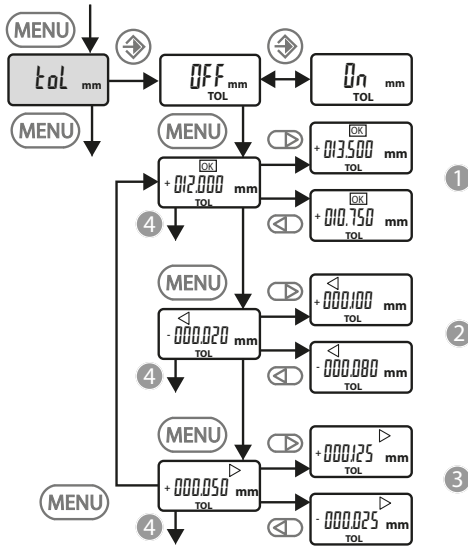 MENU
toL mm
OFF mm
TOL
On mm
TOL
MENU
MENU
OK
+ 013.500 mm
TOL
OK
+ 012.000 mm
TOL
1
OK
+ 010.750 mm
TOL
4
MENU
+ 000.100 mm
TOL
- 000.020 mm
TOL
2
- 000.080 mm
TOL
4
MENU
+ 000.125 mm
TOL
+ 000.050 mm
TOL
3
MENU
- 000.025 mm
TOL
4